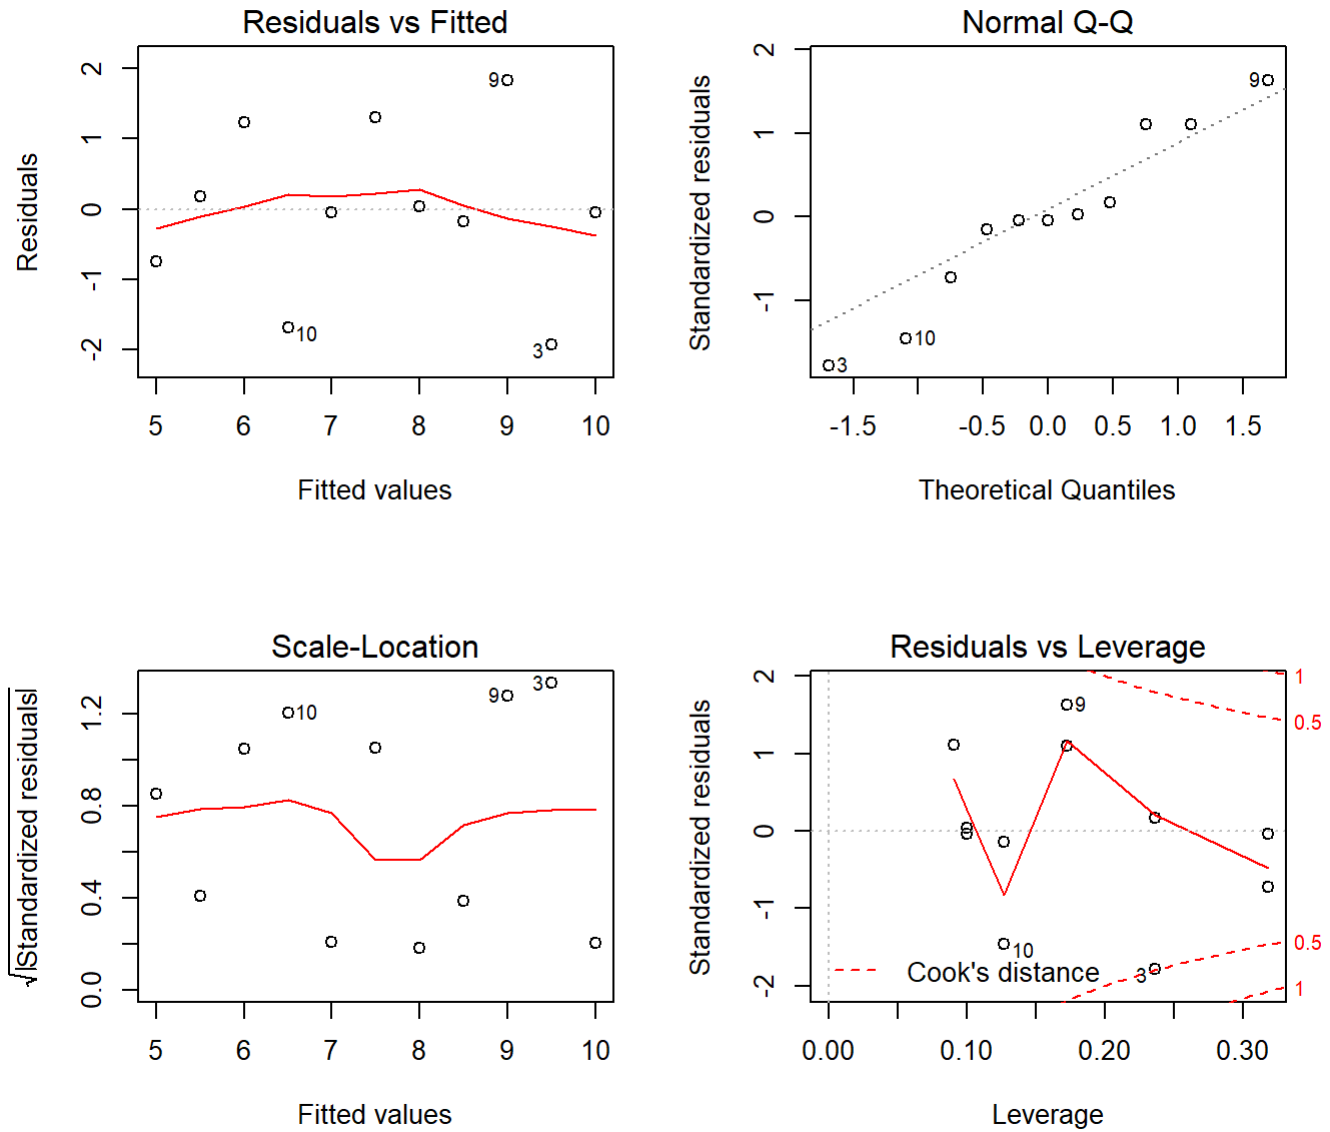 Residuals vs Fitted
Residuals
2
1
0
-1
-2
9
10
3
5 6 7 8 9 10
Fitted values
Normal Q-Q
Standardized residuals
2
1
0
-1
9
10
3
-1.5 -0.5 0.0 0.5 1.0 1.5
Theoretical Quantiles
Scale-Location
√|Standardized residuals|
1.2
0.8
0.4
0.0
10
9
3
5 6 7 8 9 10
Fitted values
Residuals vs Leverage
Standardized residuals
2
1
0
-1
-2
9
10
3
Cook's distance
1
0.5
0.5
1
0.00 0.10 0.20 0.30
Leverage